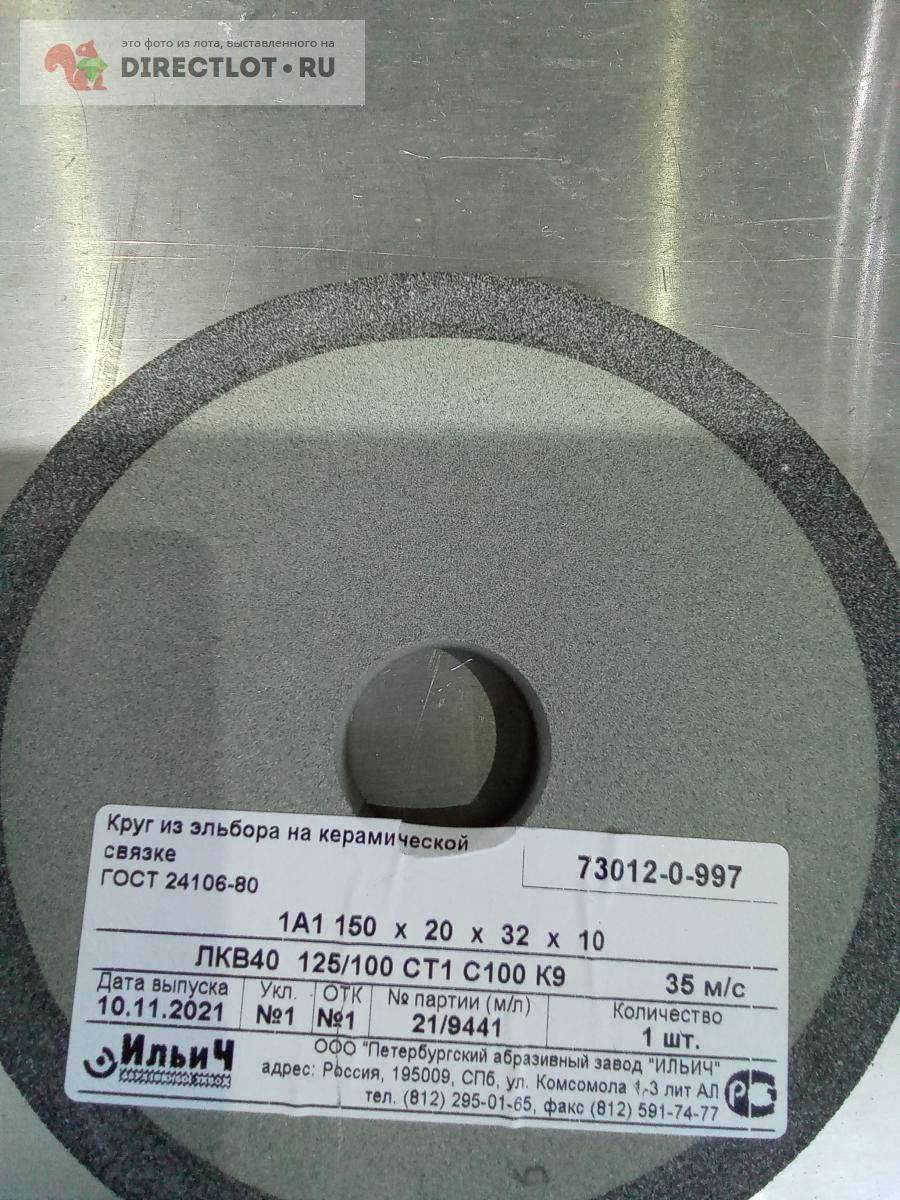 это фото из лота, выставленного на
DIRECTLOT•RU
Круг из эльбора на керамической
связке
ГОСТ 24106-80
73012-0-997
1А1 150 х 20 х 32 х 10
ЛКВ40 125/100 СТ1 С100 К9 35 м/с
Дата выпуска Укл. ОТК № партии (м/л) Количество
10.11.2021 №1 №1 21/9441 1 шт.
ИльиЧ
АБРАЗИВНЫЙ ЗАВОД
ООО "Петербургский абразивный завод "ИЛЬИЧ"
адрес: Россия, 195009, СПб, ул. Комсомола 1-3 лит АЛ
тел. (812) 295-01-65, факс (812) 591-74-77